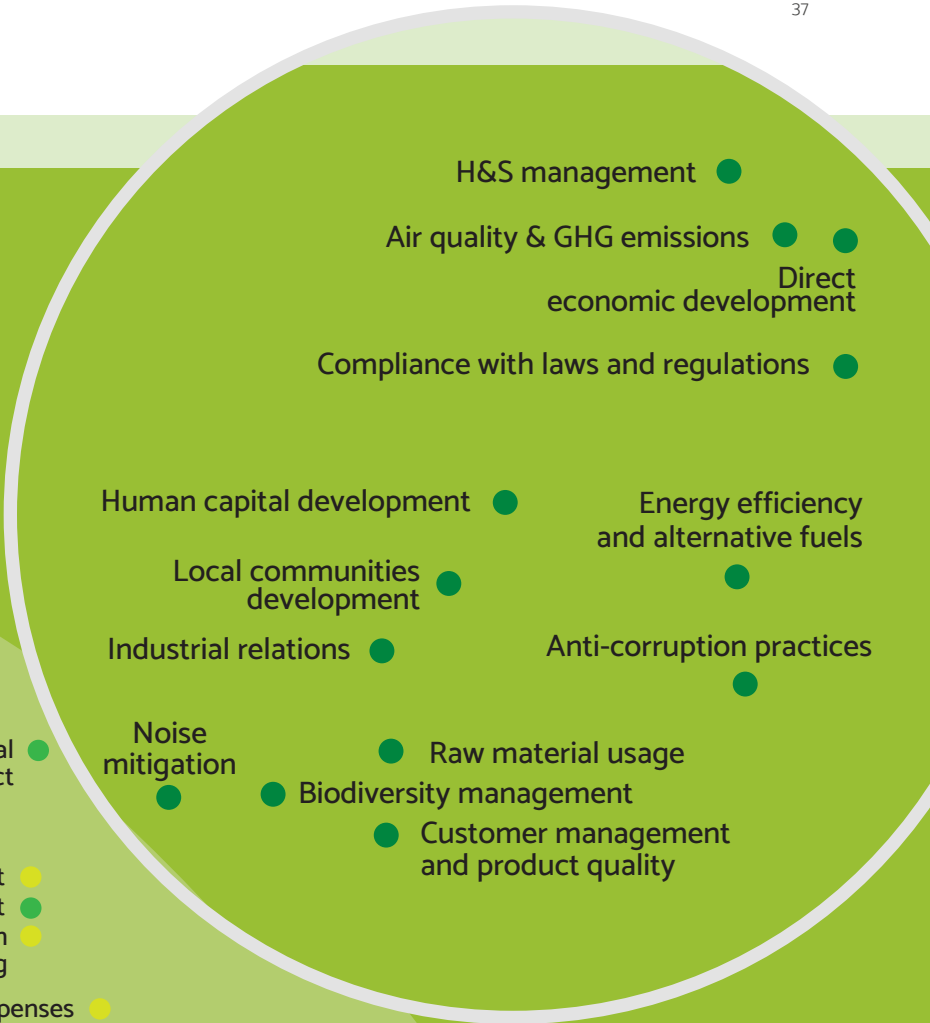 37
H&S management
Air quality & GHG emissions
Direct
economic development
Compliance with laws and regulations
Human capital development
Energy efficiency
and alternative fuels
Local communities
development
Industrial relations
Anti-corruption practices
Noise
mitigation
Raw material usage
Biodiversity management
Customer management
and product quality